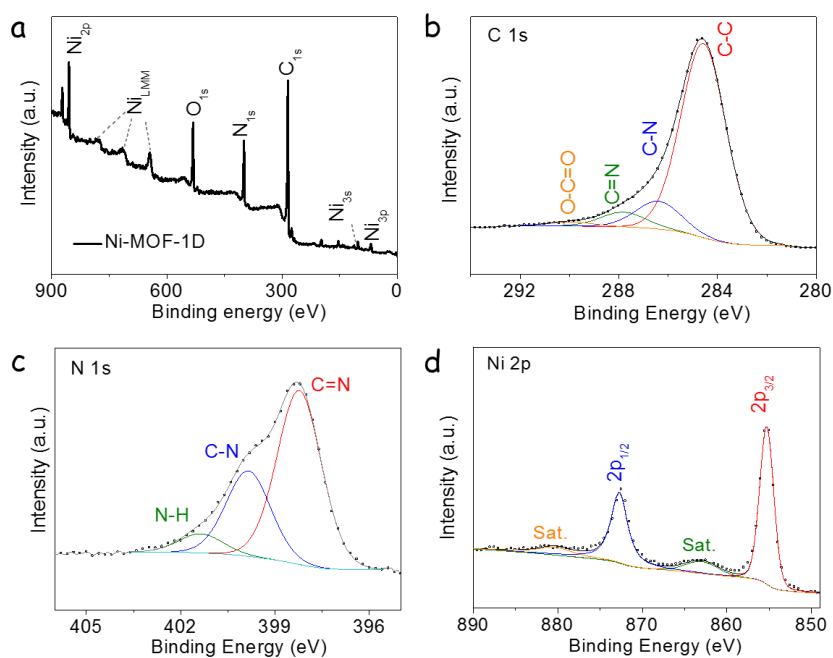 a
Ni2p
NiLMM
O1s
N1s
C1s
Ni3s
Ni3p
Ni-MOF-1D
Intensity (a.u.)
900 600 300 0
Binding energy (eV)
b
C 1s
C-C
C-N
C=N
O-C=O
Intensity (a.u.)
292 288 284 280
Binding Energy (eV)
c
N 1s
C=N
C-N
N-H
Intensity (a.u.)
405 402 399 396
Binding Energy (eV)
d
Ni 2p
2p3/2
2p1/2
Sat.
Sat.
Intensity (a.u.)
890 880 870 860 850
Binding Energy (eV)